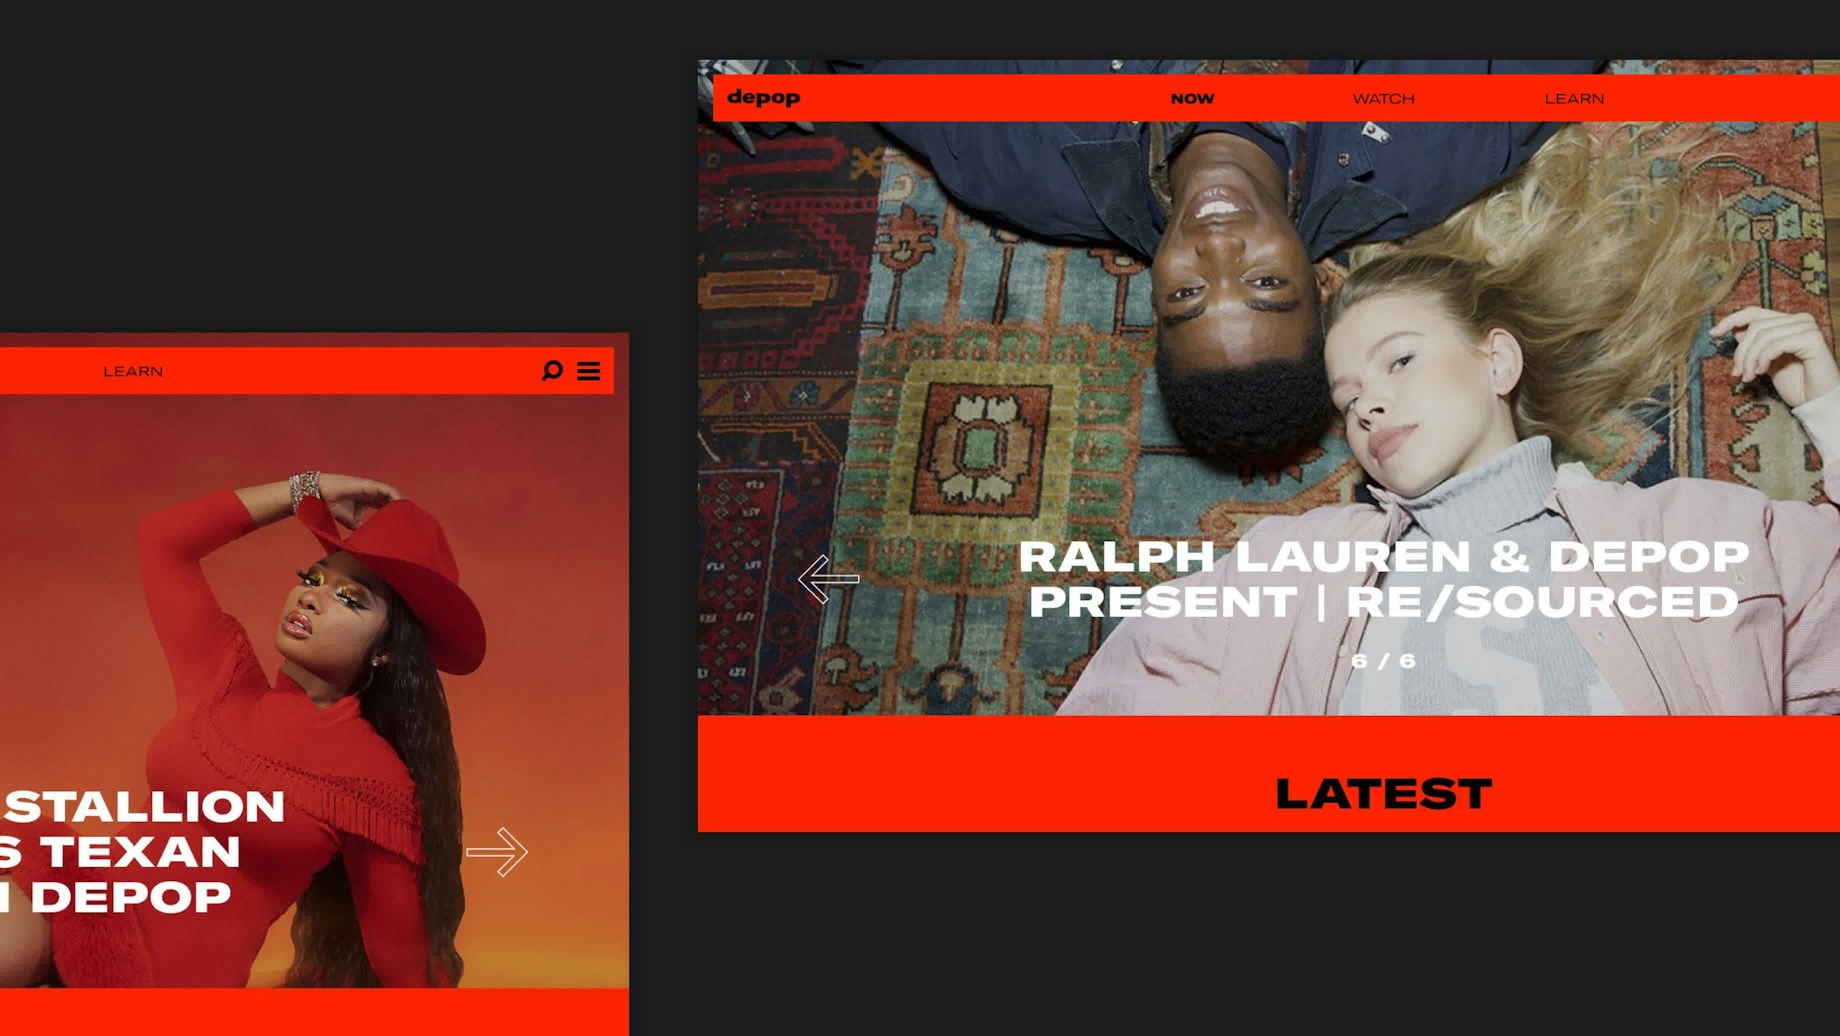 depop
NOW
WATCH
LEARN
RALPH LAUREN & DEPOP
PRESENT | RE/SOURCED
6 / 6
LATEST
LEARN
STALLION
S TEXAN
DEPOP